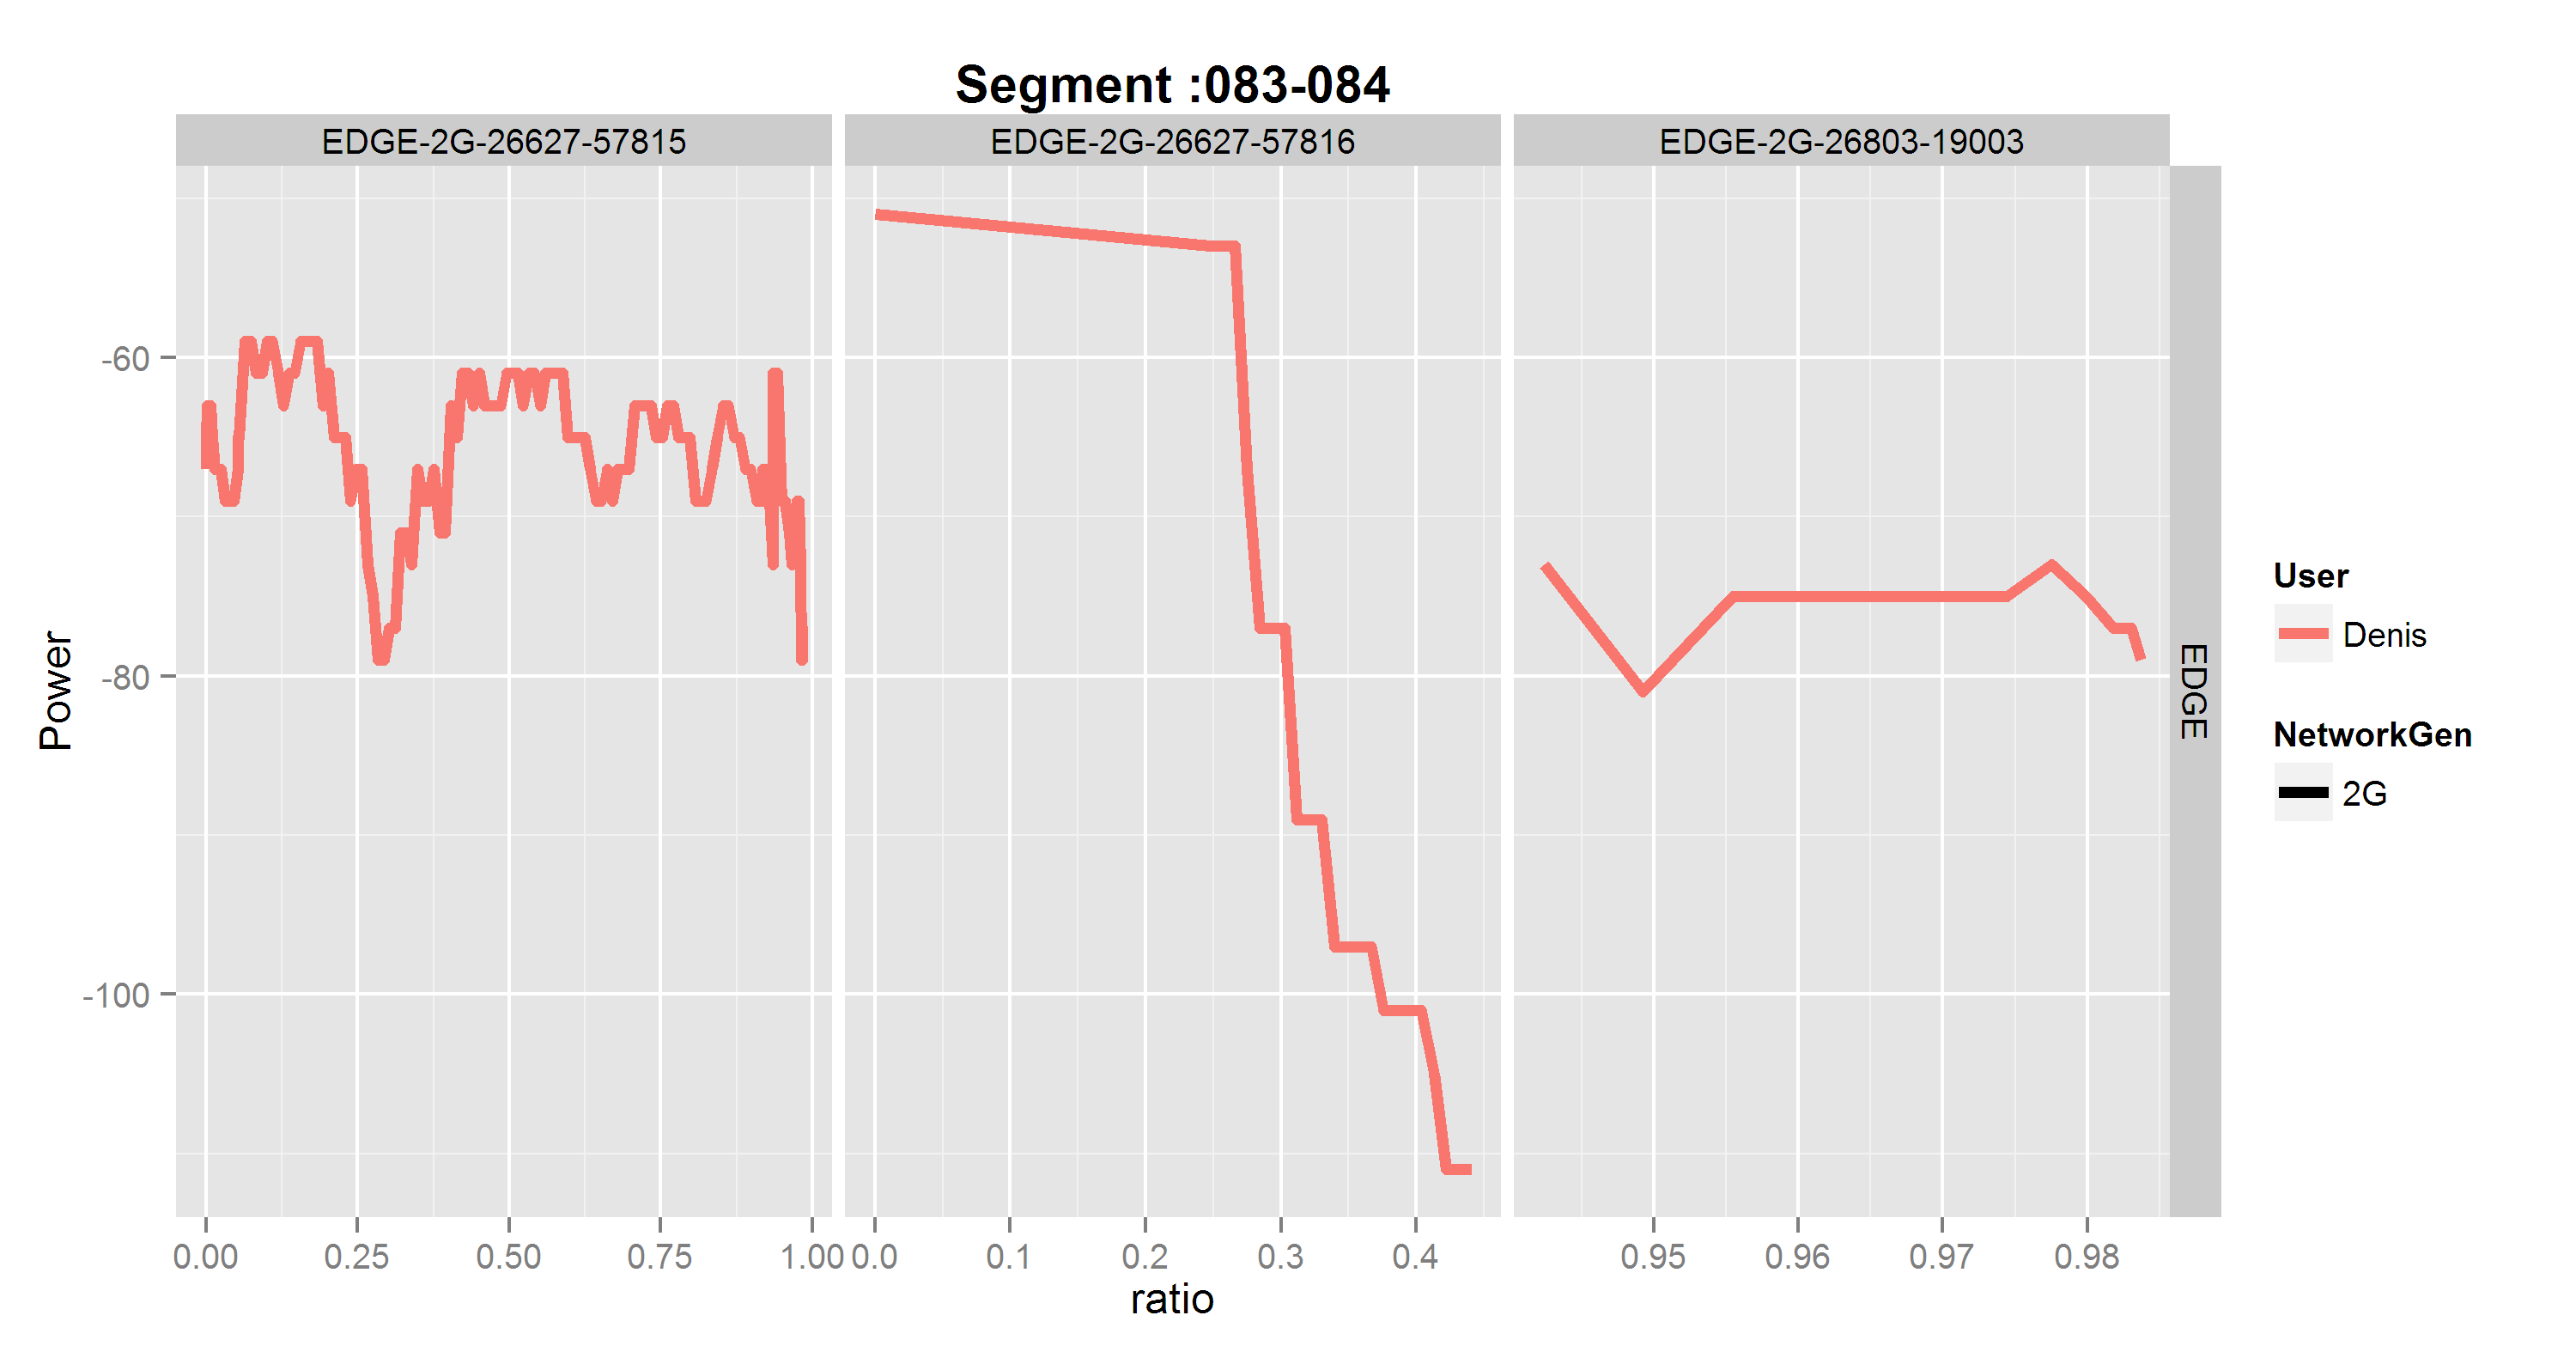 Segment :083-084
EDGE-2G-26627-57815
EDGE-2G-26627-57816
EDGE-2G-26803-19003
-60
-80
-100
Power
EDGE
0.00 0.25 0.50 0.75 1.00
0.0 0.1 0.2 0.3 0.4
0.95 0.96 0.97 0.98
ratio
User
Denis
NetworkGen
2G